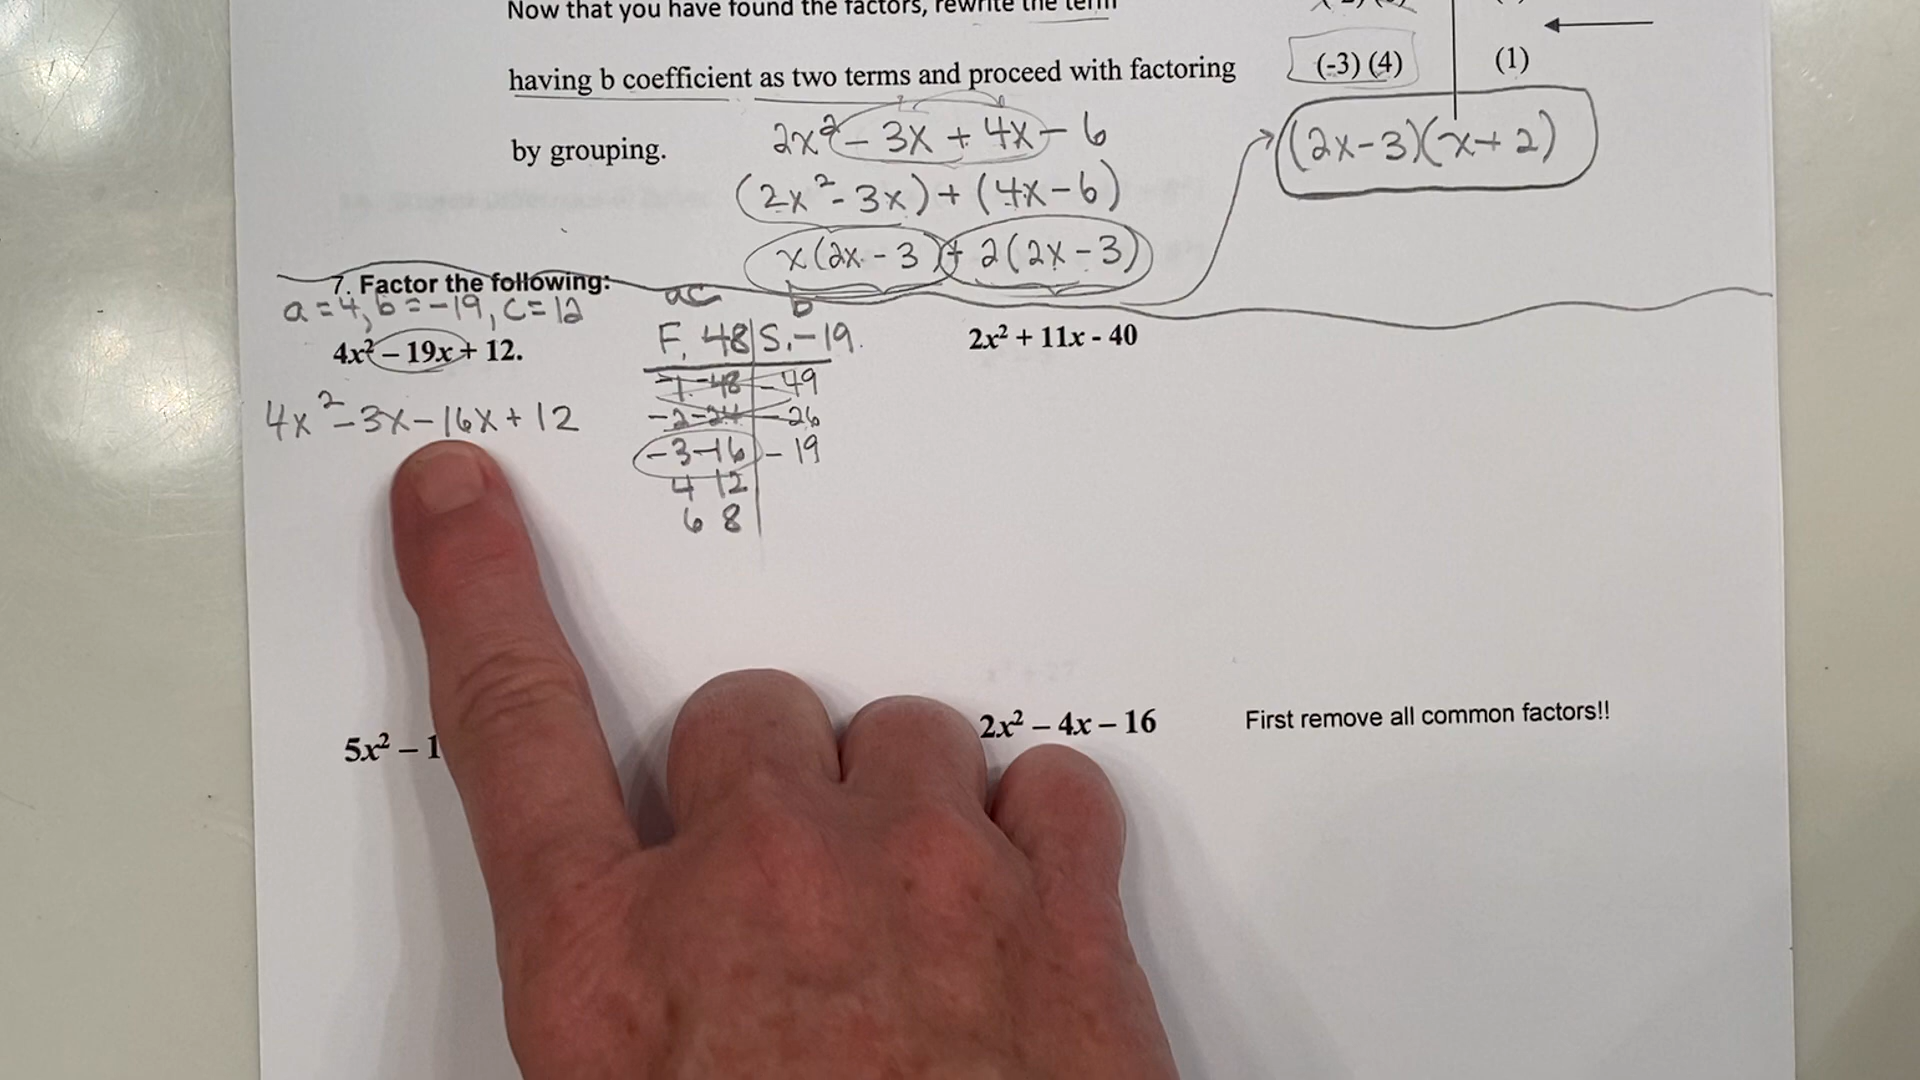 Now that you have found the factors, rewrite the term
having b coefficient as two terms and proceed with factoring
by grouping.
(-3) (4) (1)
2x² - 3x + 4x - 6
(2x² - 3x) + (4x - 6)
x(2x - 3) + 2(2x - 3)
(2x - 3)(x + 2)
7. Factor the following:
a = 4, b = -19, c = 12
4x² – 19x + 12.
4x² - 3x - 16x + 12
ac b
F. 48 S. -19.
-1 -48 -49
-2 -24 -26
-3 -16 -19
4 12
6 8
2x² + 11x - 40
5x² – 1
2x² – 4x – 16
First remove all common factors!!